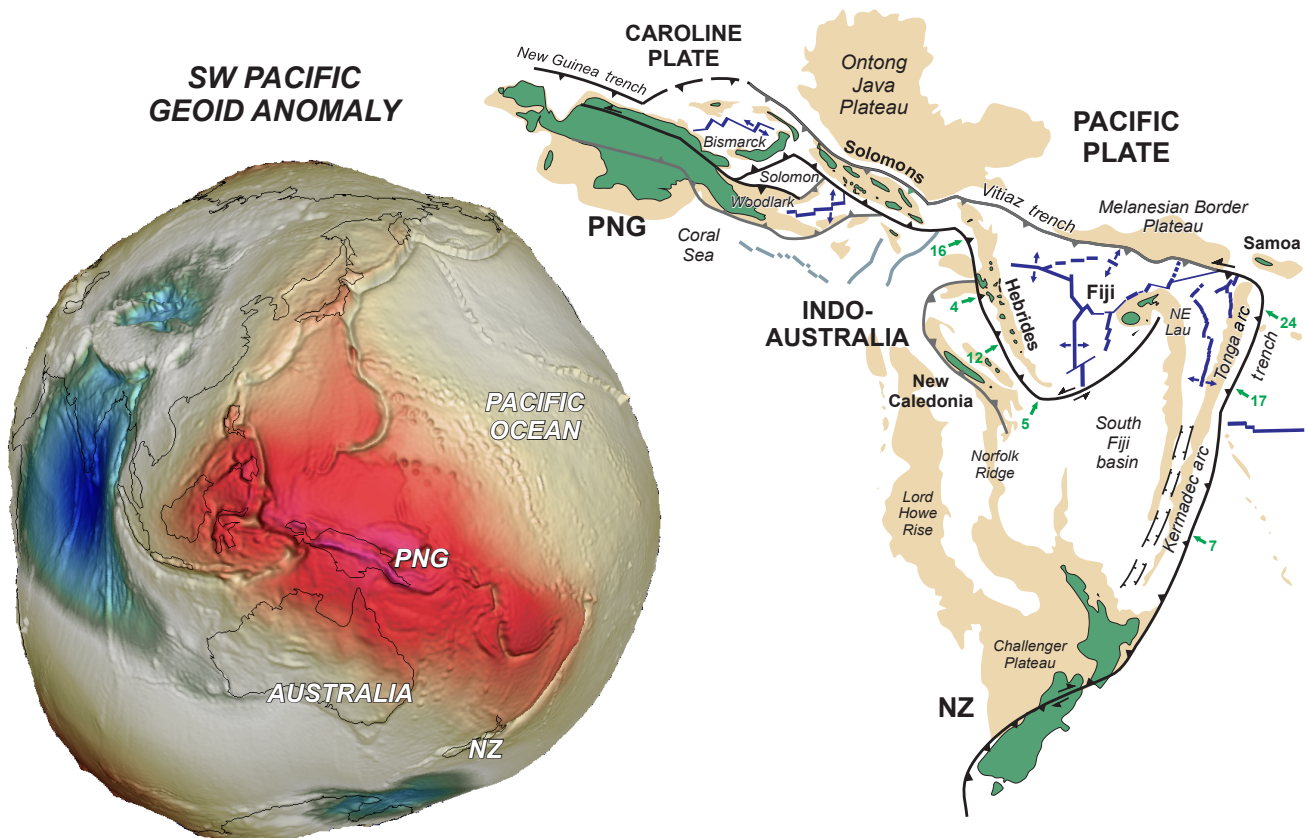 SW PACIFIC
GEOID ANOMALY
PACIFIC
OCEAN
PNG
AUSTRALIA
NZ
CAROLINE
PLATE
New Guinea trench
Ontong
Java
Plateau
PACIFIC
PLATE
Bismarck
Solomons
Solomon
Woodlark
Vitiaz trench
Melanesian Border
Plateau
PNG
Coral
Sea
Samoa
16
INDO-
AUSTRALIA
4
Hebrides
Fiji
NE
Lau
Tonga arc
24
trench
12
New
Caledonia
17
5
South
Fiji
basin
Norfolk
Ridge
Lord
Howe
Rise
Kermadec arc
7
Challenger
Plateau
NZ